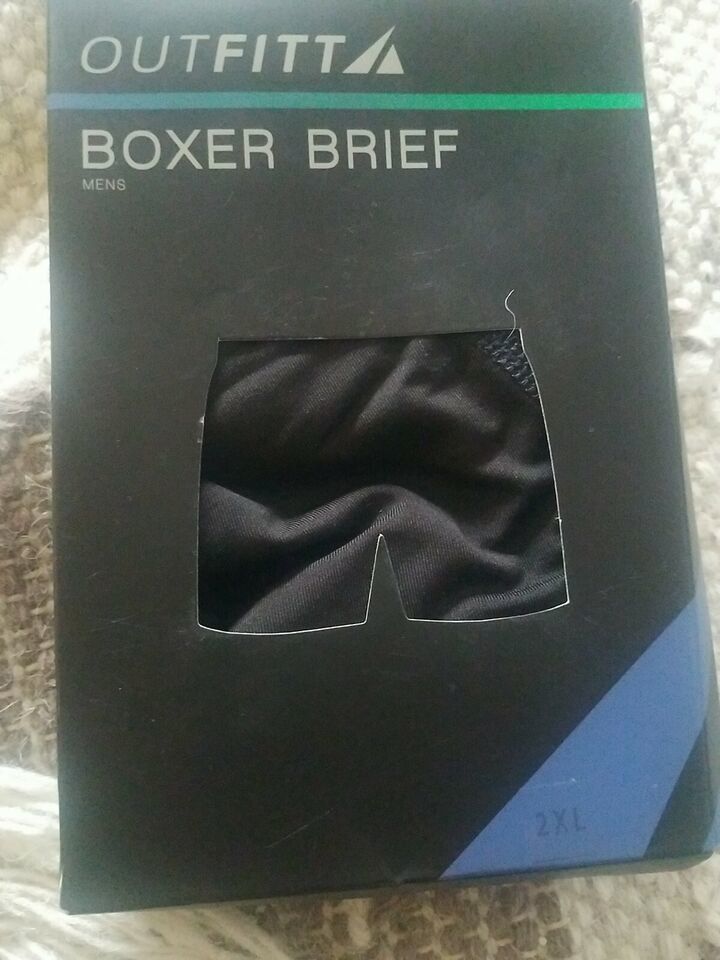 OUTFITT
BOXER BRIEF
MENS
2XL